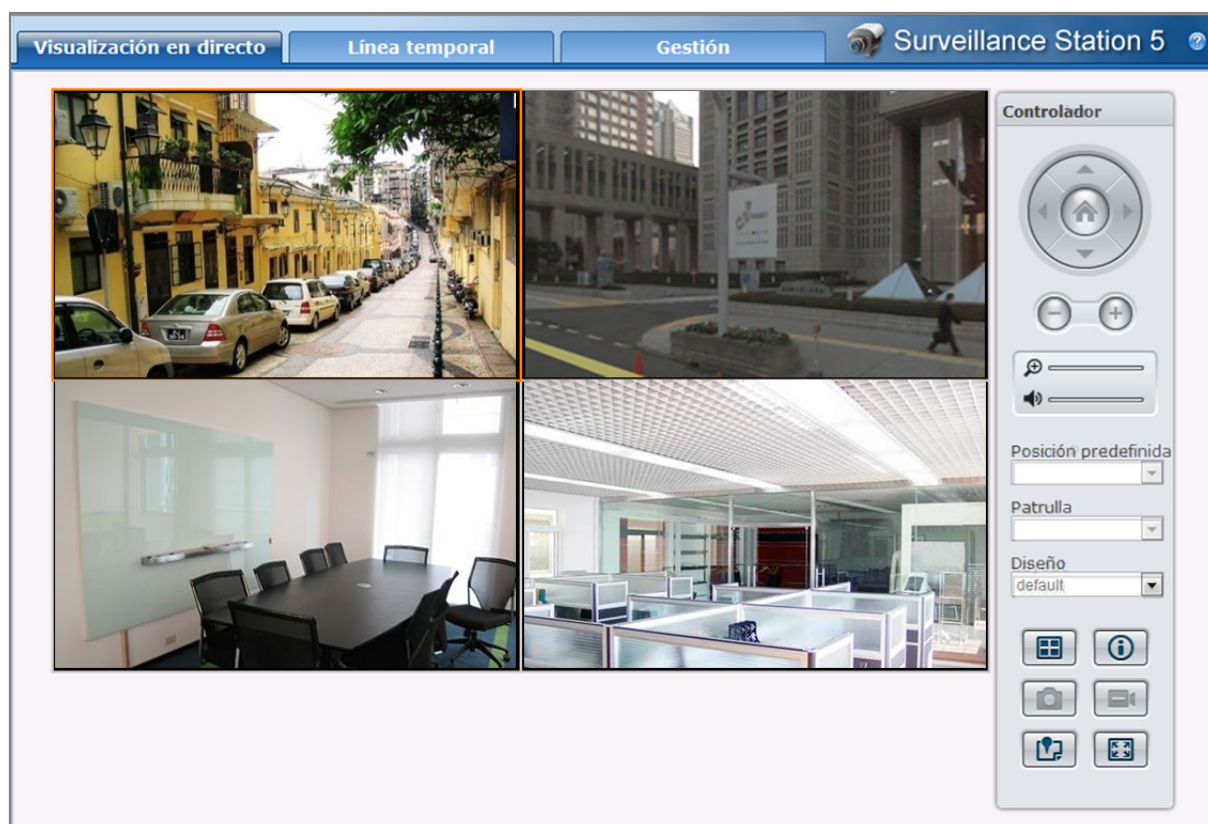 Visualización en directo
Línea temporal
Gestión
Surveillance Station 5
?
Controlador
Posición predefinida
Patrulla
Diseño
default